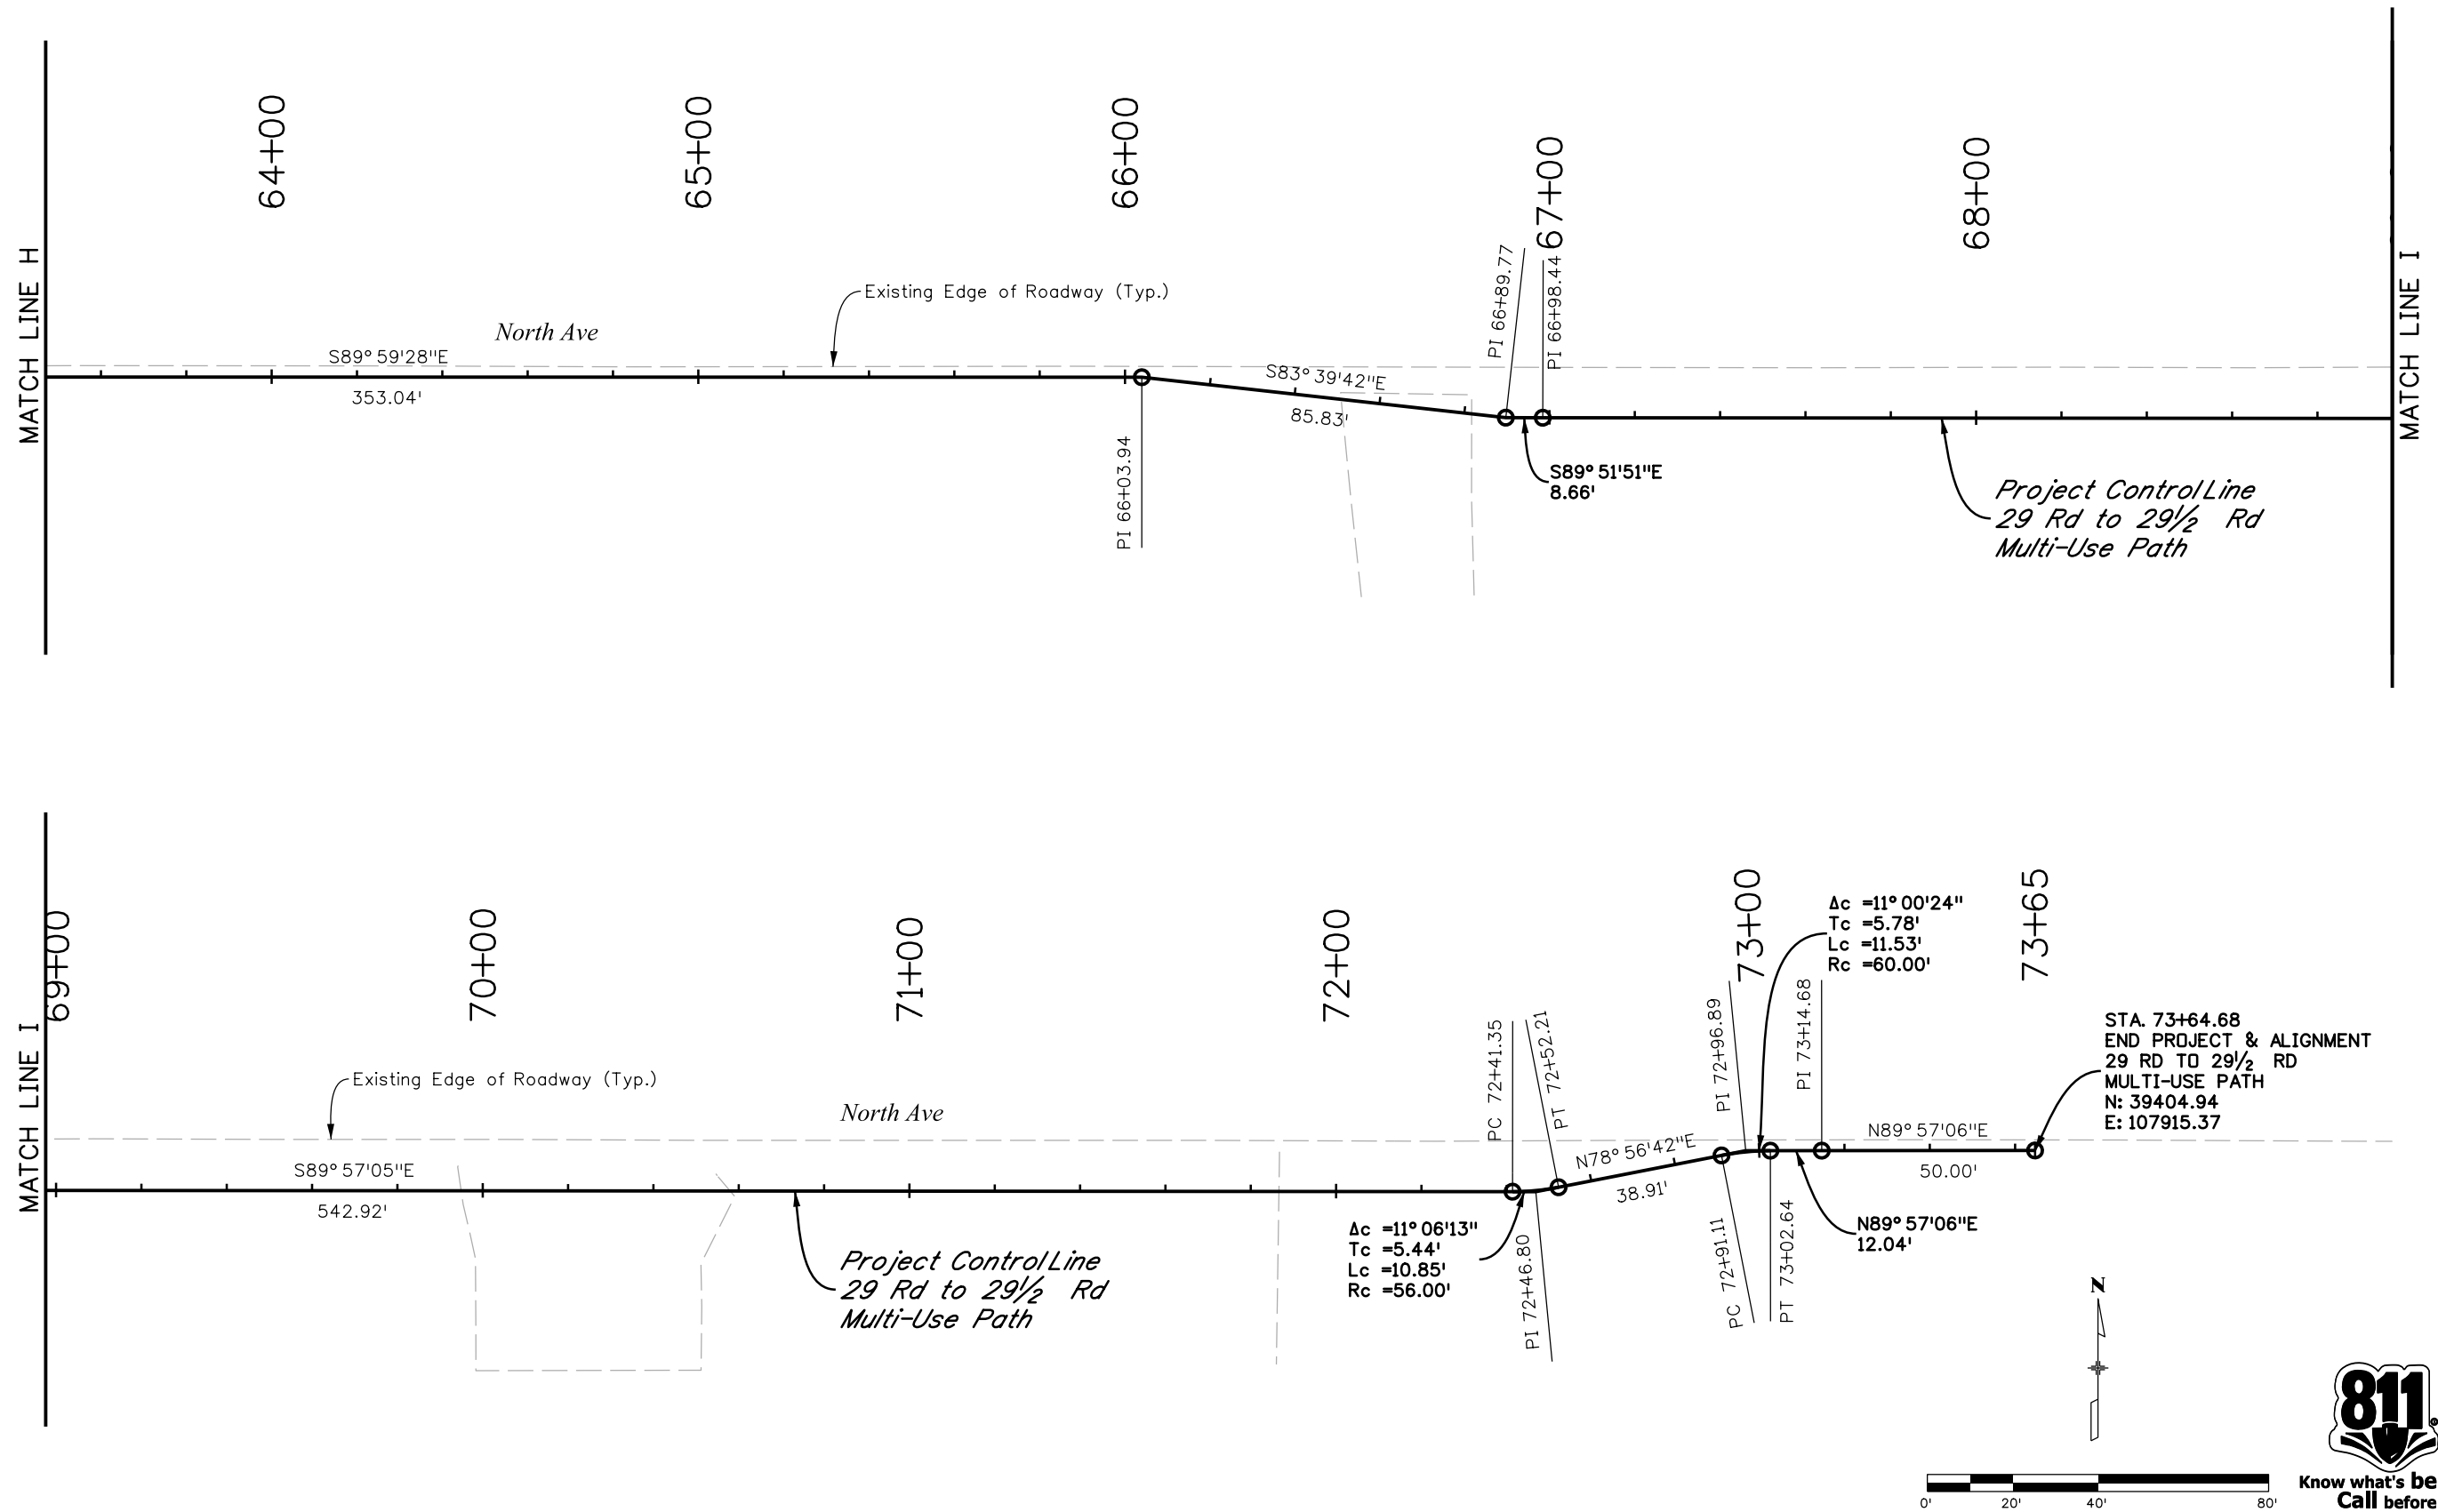 64+00
65+00
66+00
67+00
68+00
MATCH LINE H
MATCH LINE I
PI 66+89.77
PI 66+98.44
Existing Edge of Roadway (Typ.)
North Ave
S89°59'28"E
353.04'
S83°39'42"E
85.83'
PI 66+03.94
S89°51'51"E
8.66'
Project Control Line
29 Rd to 29½ Rd
Multi-Use Path
69+00
70+00
71+00
72+00
73+00
73+65
MATCH LINE I
Δc =11°00'24"
Tc =5.78'
Lc =11.53'
Rc =60.00'
PC 72+41.35
PT 72+52.21
PI 72+96.89
PI 73+14.68
STA. 73+64.68
END PROJECT & ALIGNMENT
29 RD TO 29½ RD
MULTI-USE PATH
N: 39404.94
E: 107915.37
Existing Edge of Roadway (Typ.)
North Ave
S89°57'05"E
542.92'
N78°56'42"E
38.91'
N89°57'06"E
50.00'
Δc =11°06'13"
Tc =5.44'
Lc =10.85'
Rc =56.00'
PI 72+46.80
PC 72+91.11
PT 73+02.64
N89°57'06"E
12.04'
Project Control Line
29 Rd to 29½ Rd
Multi-Use Path
N
811
Know what's be
Call before
0' 20' 40' 80'